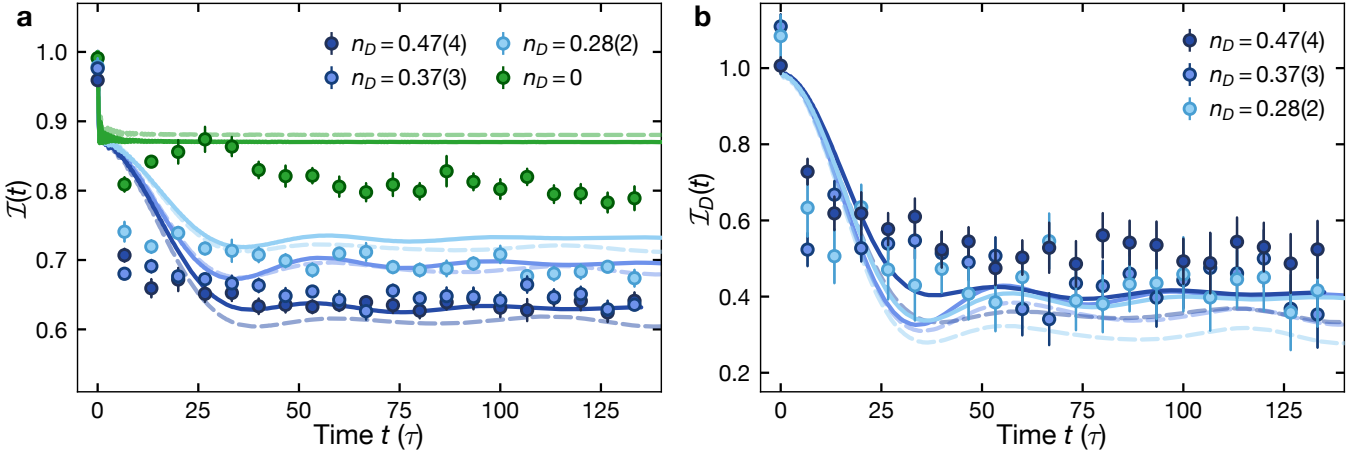 a
n_D = 0.47(4)
n_D = 0.37(3)
n_D = 0.28(2)
n_D = 0
1.0
0.9
0.8
0.7
0.6
ℐ(t)
0
25
50
75
100
125
Time t (τ)
b
n_D = 0.47(4)
n_D = 0.37(3)
n_D = 0.28(2)
1.0
0.8
0.6
0.4
0.2
ℐ_D(t)
0
25
50
75
100
125
Time t (τ)